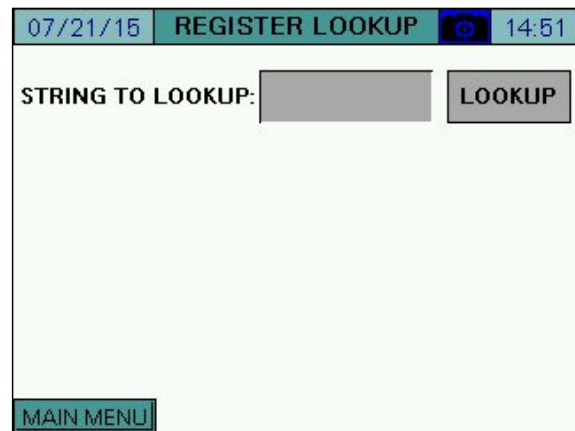 07/21/15 REGISTER LOOKUP 14:51
STRING TO LOOKUP: LOOKUP
MAIN MENU